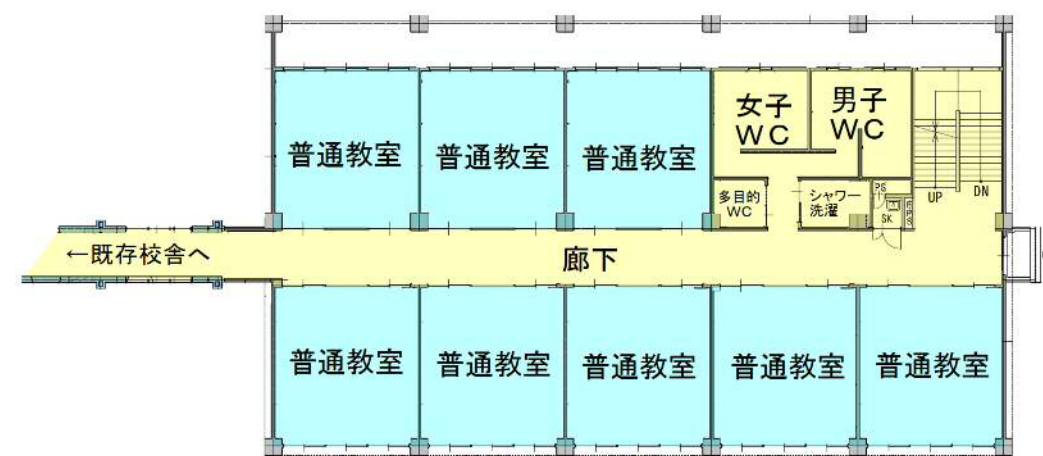 普通教室
普通教室
普通教室
女子
WC
男子
WC
多目的
WC
シャワー
洗濯
PS
SK
UP
DN
←既存校舎へ
廊下
普通教室
普通教室
普通教室
普通教室
普通教室